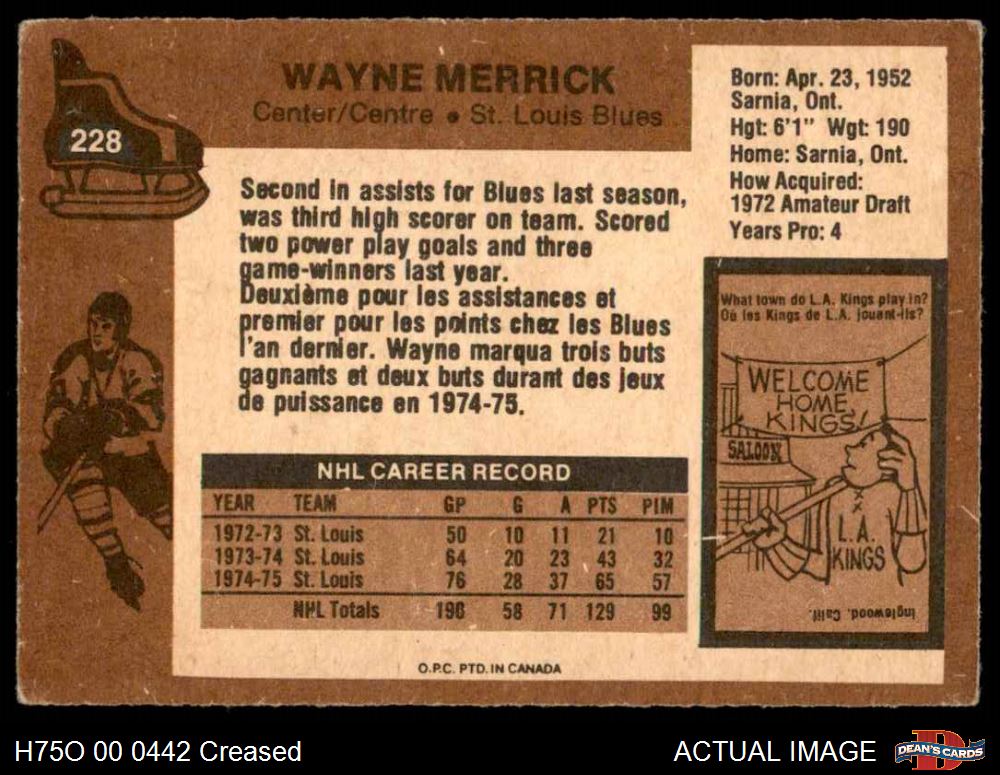 WAYNE MERRICK
Center/Centre • St. Louis Blues
228
Born: Apr. 23, 1952
Sarnia, Ont.
Hgt: 6'1" Wgt: 190
Home: Sarnia, Ont.
How Acquired:
1972 Amateur Draft
Years Pro: 4
Second in assists for Blues last season,
was third high scorer on team. Scored
two power play goals and three
game-winners last year.
Deuxième pour les assistances et
premier pour les points chez les Blues
l'an dernier. Wayne marqua trois buts
gagnants et deux buts durant des jeux
de puissance en 1974-75.
What town do L.A. Kings play in?
Où les Kings de L.A. jouent-ils?
WELCOME
HOME,
KINGS!
SALOON
L.A.
KINGS
Inglewood, Calif.
NHL CAREER RECORD
YEAR TEAM GP G A PTS PIM
1972-73 St. Louis 50 10 11 21 10
1973-74 St. Louis 64 20 23 43 32
1974-75 St. Louis 76 28 37 65 57
NHL Totals 190 58 71 129 99
O.P.C. PTD. IN CANADA
H75O 00 0442 Creased
ACTUAL IMAGE
DEAN'S CARDS